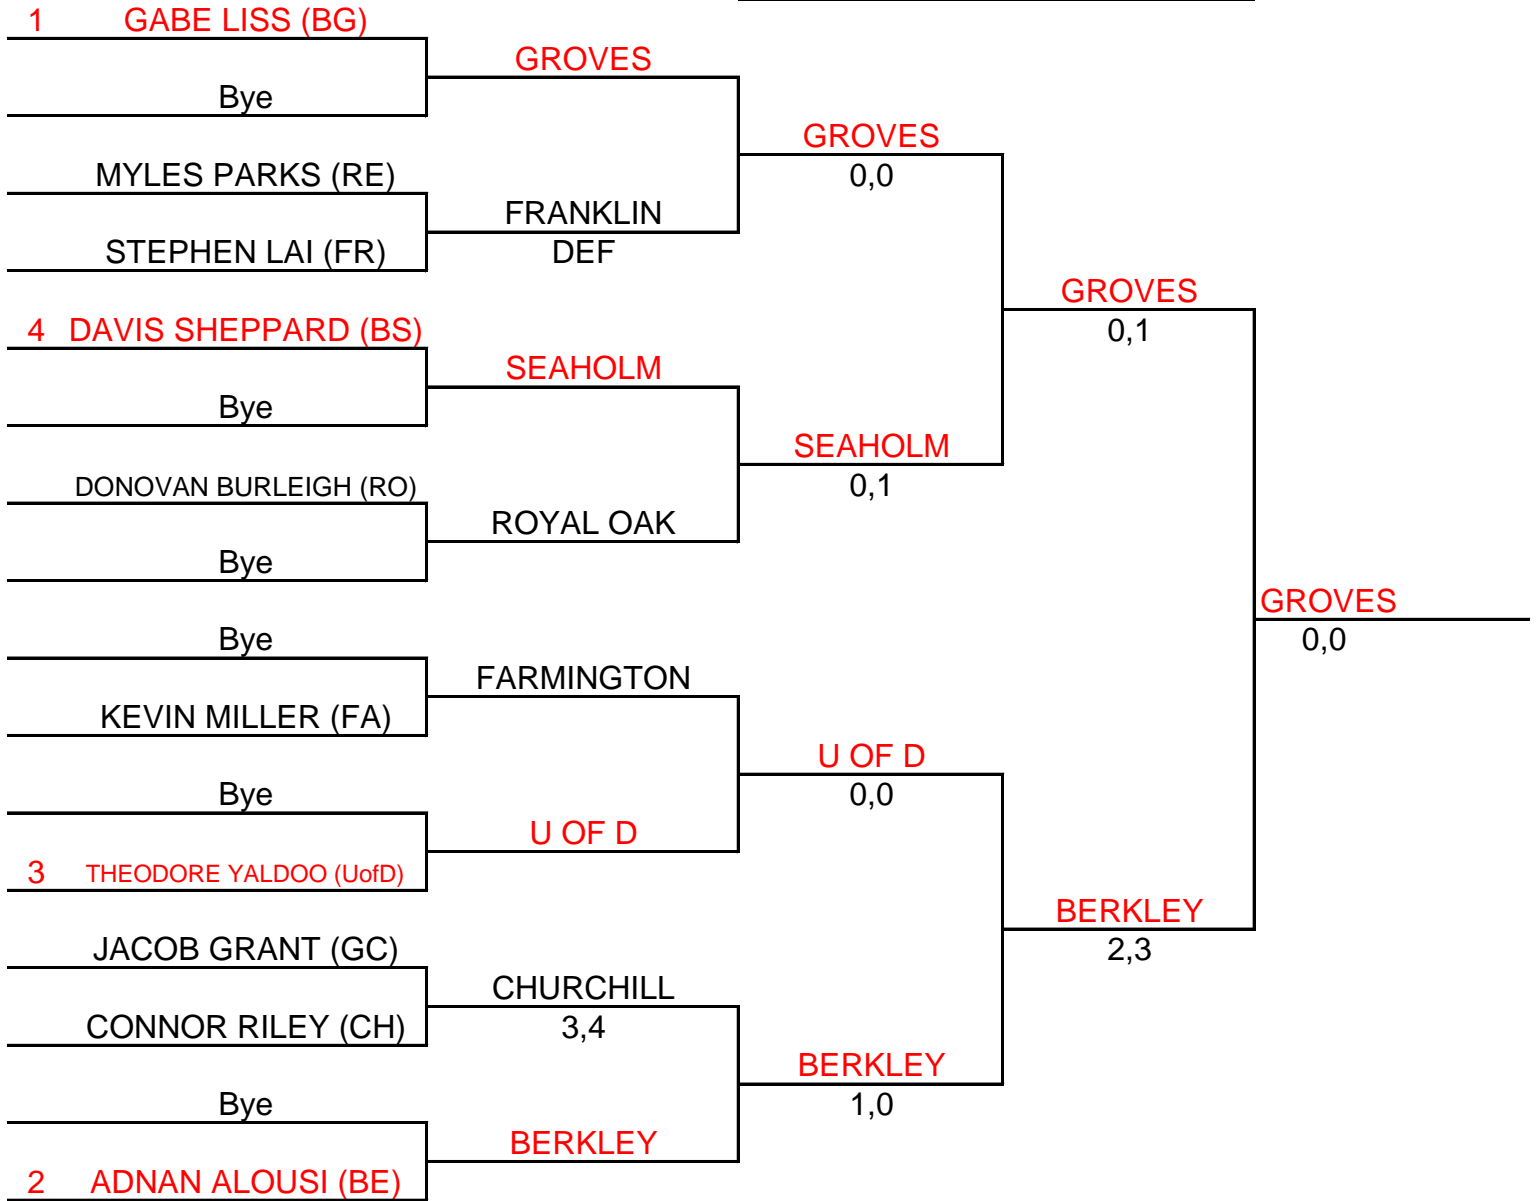 1 GABE LISS (BG)
GROVES
Bye
GROVES
0,0
MYLES PARKS (RE)
FRANKLIN
DEF
STEPHEN LAI (FR)
GROVES
0,1
4 DAVIS SHEPPARD (BS)
SEAHOLM
Bye
SEAHOLM
0,1
DONOVAN BURLEIGH (RO)
ROYAL OAK
Bye
GROVES
0,0
Bye
FARMINGTON
KEVIN MILLER (FA)
U OF D
0,0
Bye
U OF D
3 THEODORE YALDOO (UofD)
BERKLEY
2,3
JACOB GRANT (GC)
CHURCHILL
3,4
CONNOR RILEY (CH)
BERKLEY
1,0
Bye
BERKLEY
2 ADNAN ALOUSI (BE)